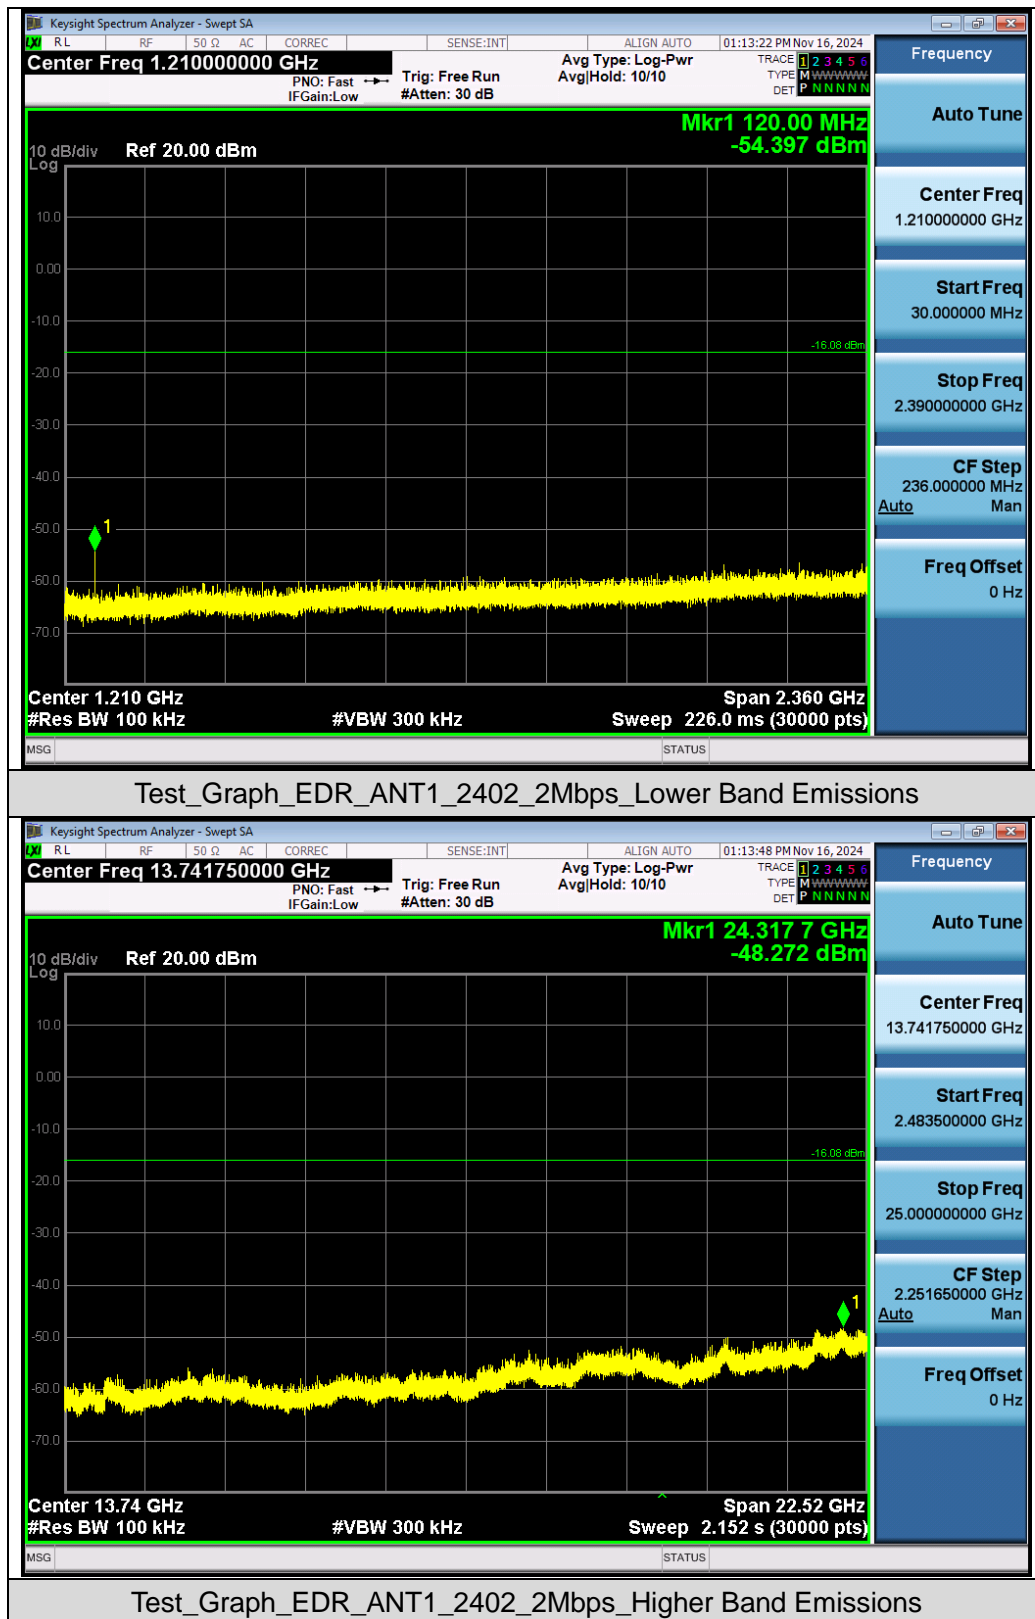 Keysight Spectrum Analyzer - Swept SA
LXI RL RF 50 Ω AC CORREC SENSE:INT ALIGN AUTO 01:13:22 PM Nov 16, 2024
Center Freq 1.210000000 GHz
PNO: Fast
IFGain:Low
Trig: Free Run
#Atten: 30 dB
Avg Type: Log-Pwr
Avg|Hold: 10/10
TRACE 1 2 3 4 5 6
TYPE M WWWWW
DET P N N N N N
Frequency
Mkr1 120.00 MHz
-54.397 dBm
10 dB/div Ref 20.00 dBm
Log
10.0
0.00
-10.0
-16.08 dBm
-20.0
-30.0
-40.0
-50.0
1
-60.0
-70.0
Center 1.210 GHz Span 2.360 GHz
#Res BW 100 kHz #VBW 300 kHz Sweep 226.0 ms (30000 pts)
MSG STATUS
Auto Tune
Center Freq
1.210000000 GHz
Start Freq
30.000000 MHz
Stop Freq
2.390000000 GHz
CF Step
236.000000 MHz
Auto Man
Freq Offset
0 Hz
Test_Graph_EDR_ANT1_2402_2Mbps_Lower Band Emissions
Keysight Spectrum Analyzer - Swept SA
LXI RL RF 50 Ω AC CORREC SENSE:INT ALIGN AUTO 01:13:48 PM Nov 16, 2024
Center Freq 13.741750000 GHz
PNO: Fast
IFGain:Low
Trig: Free Run
#Atten: 30 dB
Avg Type: Log-Pwr
Avg|Hold: 10/10
TRACE 1 2 3 4 5 6
TYPE M WWWWW
DET P N N N N N
Frequency
Mkr1 24.317 7 GHz
-48.272 dBm
10 dB/div Ref 20.00 dBm
Log
10.0
0.00
-10.0
-16.08 dBm
-20.0
-30.0
-40.0
1
-50.0
-60.0
-70.0
Center 13.74 GHz Span 22.52 GHz
#Res BW 100 kHz #VBW 300 kHz Sweep 2.152 s (30000 pts)
MSG STATUS
Auto Tune
Center Freq
13.741750000 GHz
Start Freq
2.483500000 GHz
Stop Freq
25.000000000 GHz
CF Step
2.251650000 GHz
Auto Man
Freq Offset
0 Hz
Test_Graph_EDR_ANT1_2402_2Mbps_Higher Band Emissions